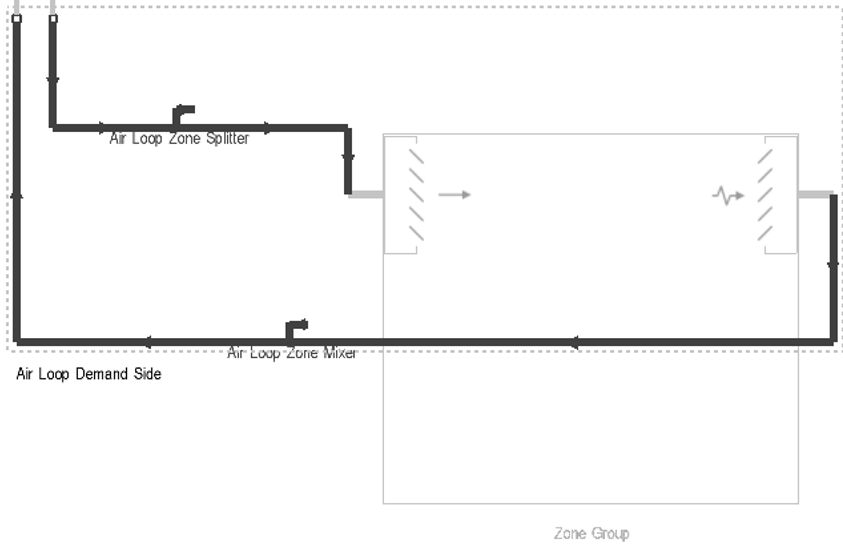 Air Loop Zone Splitter
Air Loop Zone Mixer
Air Loop Demand Side
Zone Group